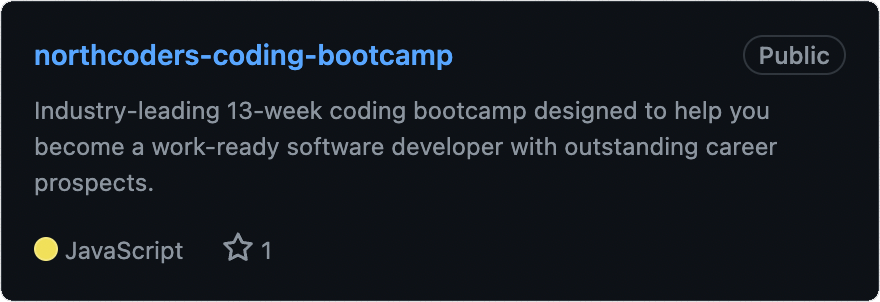 northcoders-coding-bootcamp
Public
Industry-leading 13-week coding bootcamp designed to help you
become a work-ready software developer with outstanding career
prospects.
JavaScript 1